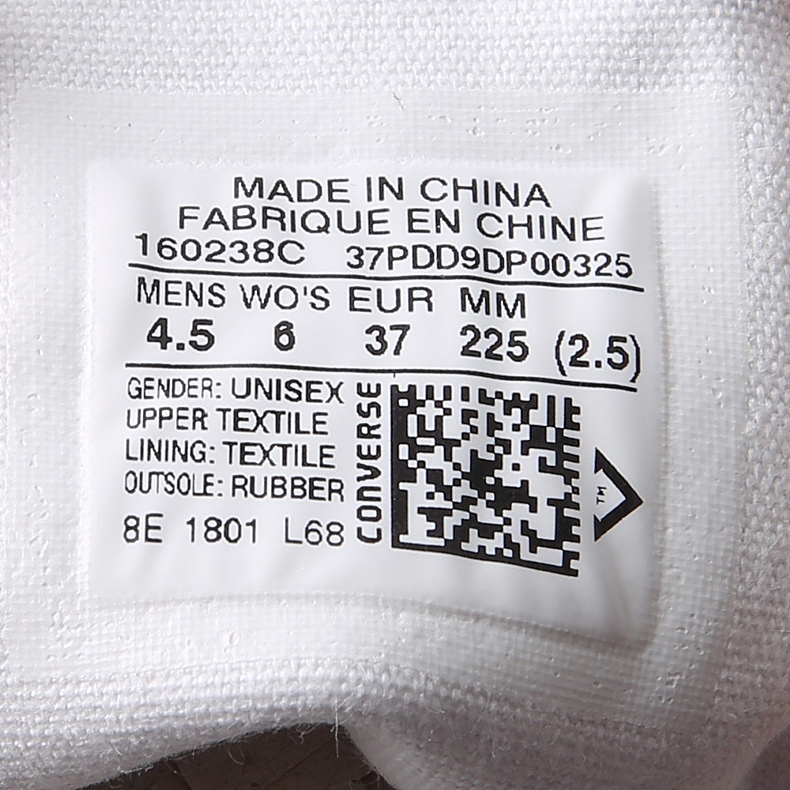 MADE IN CHINA
FABRIQUE EN CHINE
160238C 37PDD9DP00325
MENS WO'S EUR MM
4.5 6 37 225 (2.5)
GENDER: UNISEX
UPPER TEXTILE
LINING: TEXTILE
OUTSOLE: RUBBER
8E 1801 L68
CONVERSE
TM